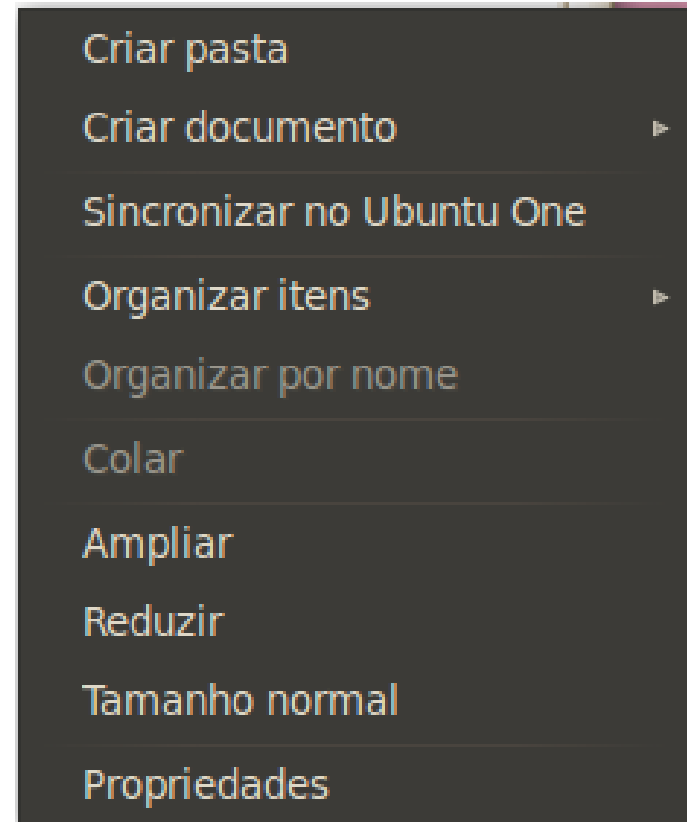 Criar pasta
Criar documento
Sincronizar no Ubuntu One
Organizar itens
Organizar por nome
Colar
Ampliar
Reduzir
Tamanho normal
Propriedades